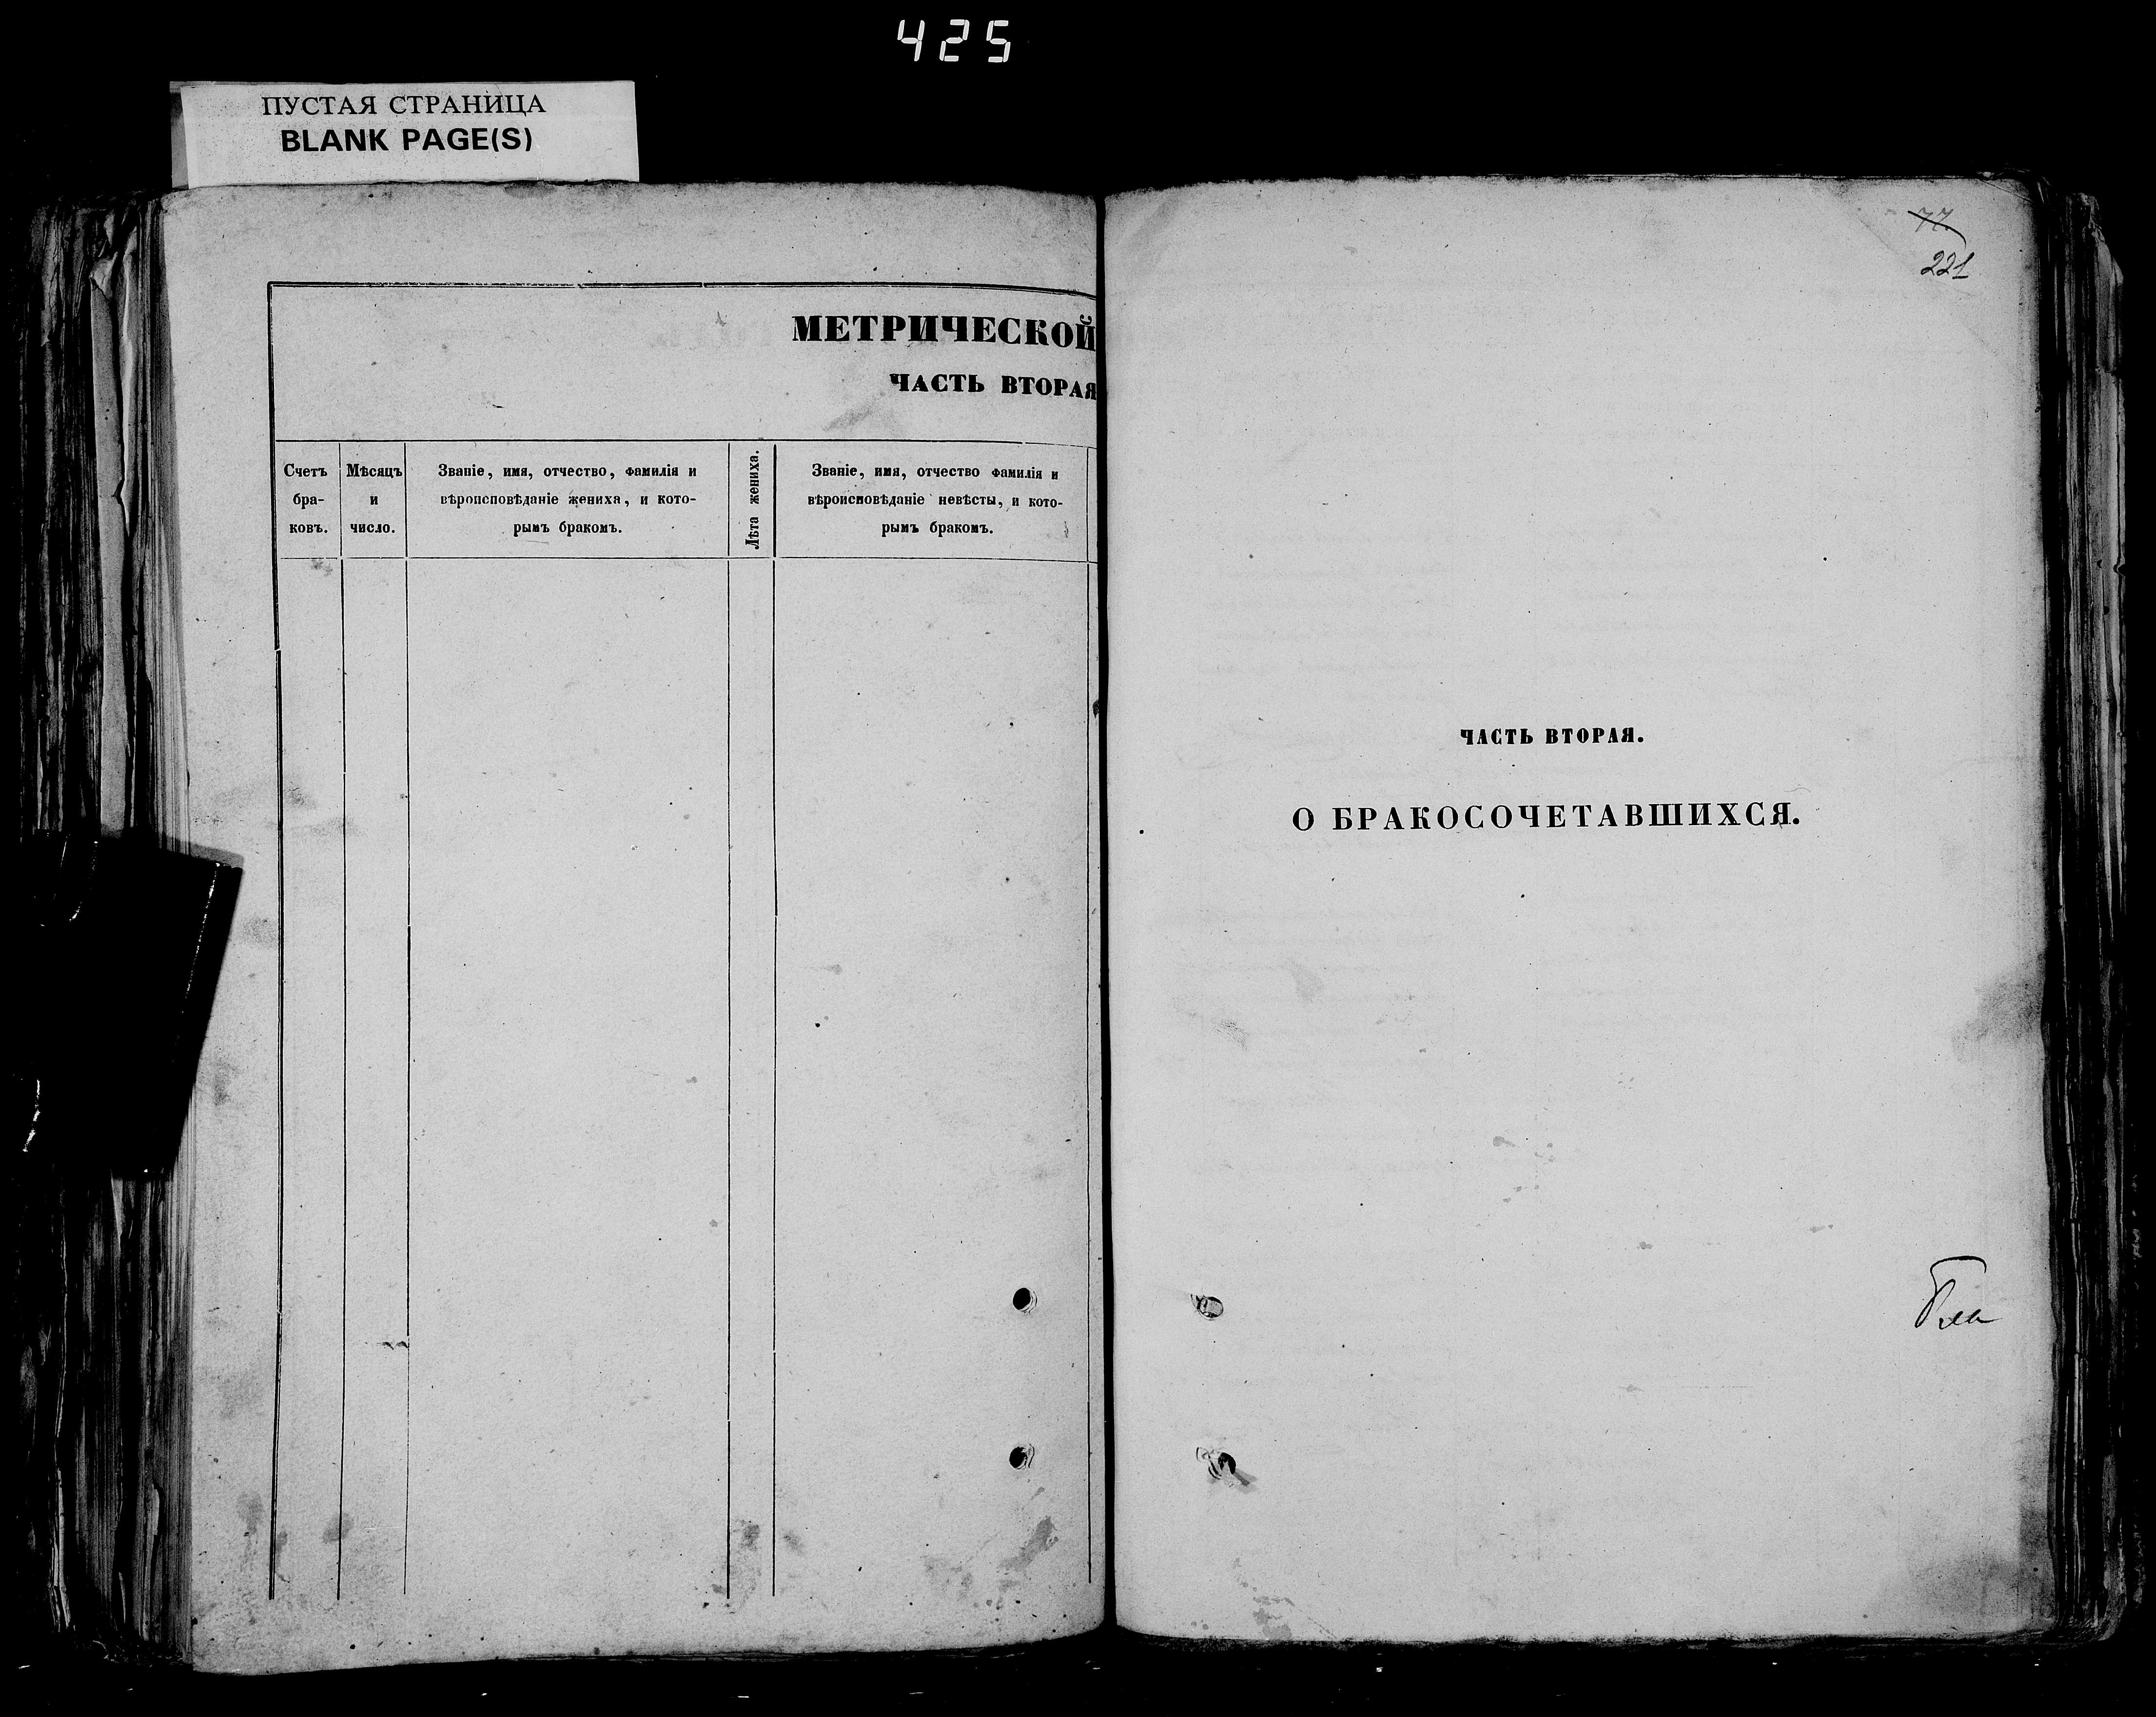 425
ПУСТАЯ СТРАНИЦА
BLANK PAGE(S)
МЕТРИЧЕСКОЙ
ЧАСТЬ ВТОРАЯ
Счетъ
бра-
ковъ.
Мѣсяцъ
и
число.
Званіе, имя, отчество, фамилія и
вѣроисповѣданіе жениха, и кото-
рымъ бракомъ.
Лѣта жениха.
Званіе, имя, отчество фамилія и
вѣроисповѣданіе невѣсты, и кото-
рымъ бракомъ.
77.
221
ЧАСТЬ ВТОРАЯ.
О БРАКОСОЧЕТАВШИХСЯ.